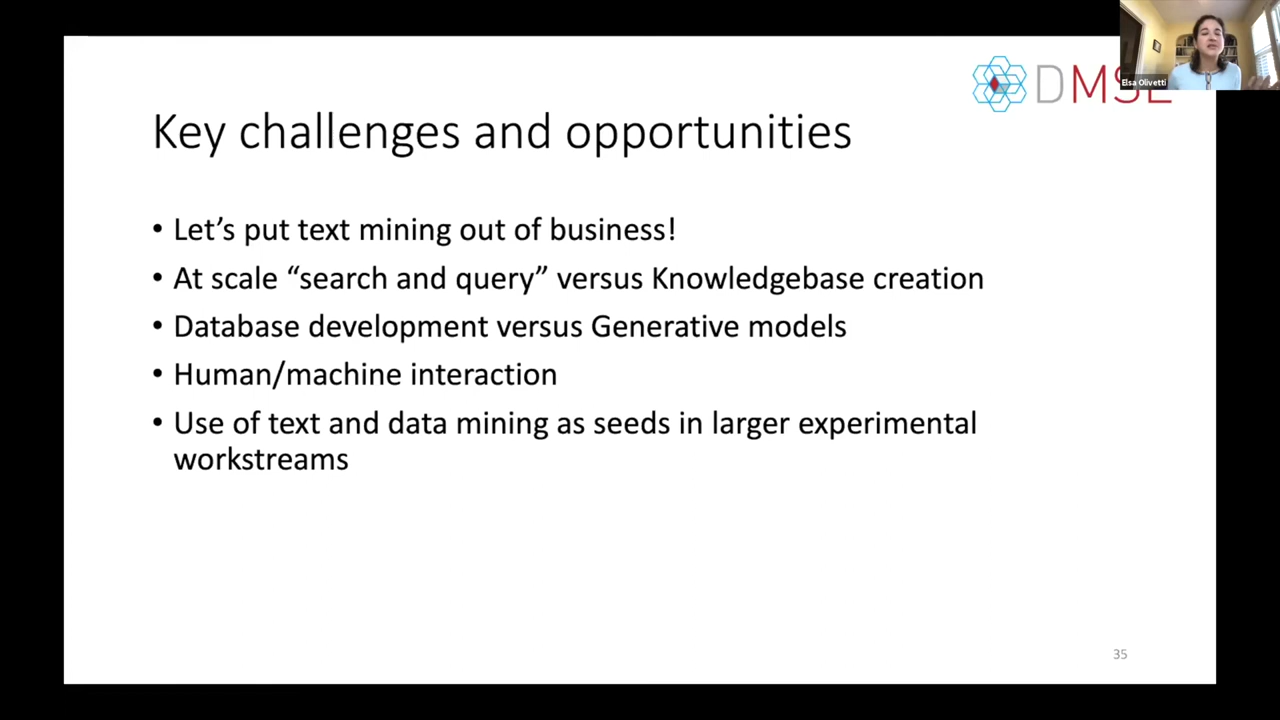 Elsa Olivetti
DMSE
Key challenges and opportunities
• Let’s put text mining out of business!
• At scale “search and query” versus Knowledgebase creation
• Database development versus Generative models
• Human/machine interaction
• Use of text and data mining as seeds in larger experimental
workstreams
35